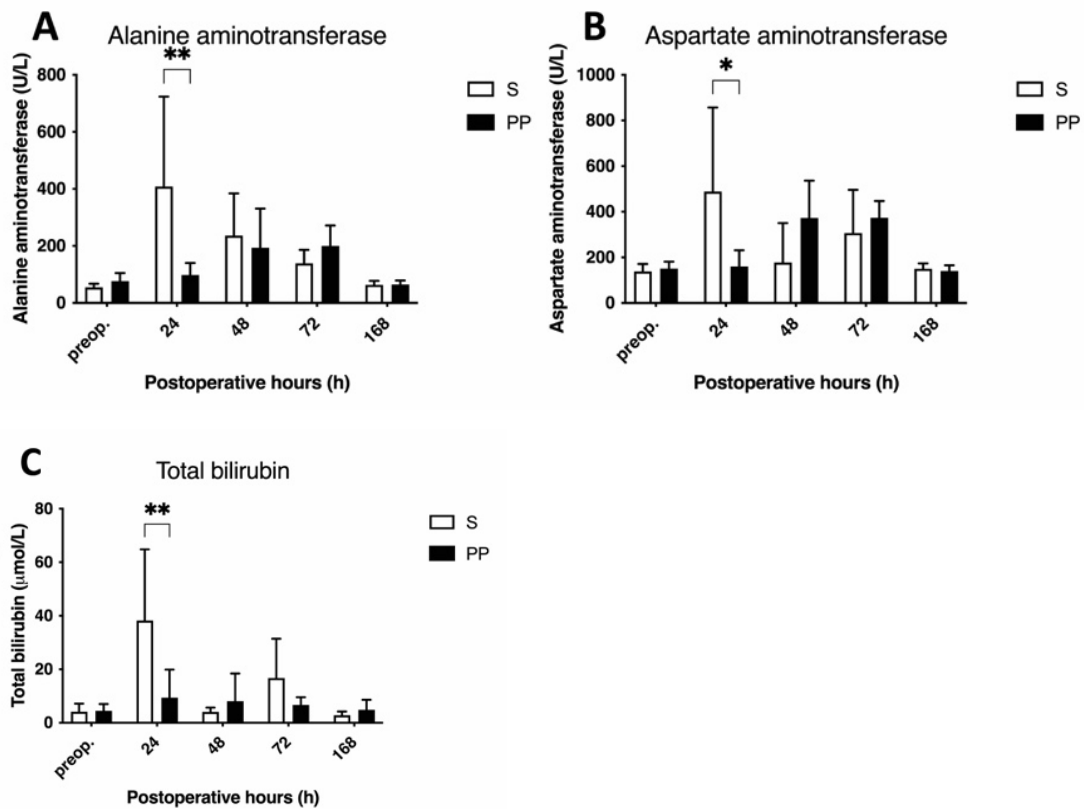 A
Alanine aminotransferase
**
Alanine aminotransferase (U/L)
800
600
400
200
0
preop.
24
48
72
168
Postoperative hours (h)
S
PP
B
Aspartate aminotransferase
*
Aspartate aminotransferase (U/L)
1000
800
600
400
200
0
preop.
24
48
72
168
Postoperative hours (h)
S
PP
C
Total bilirubin
**
Total bilirubin (μmol/L)
80
60
40
20
0
preop.
24
48
72
168
Postoperative hours (h)
S
PP